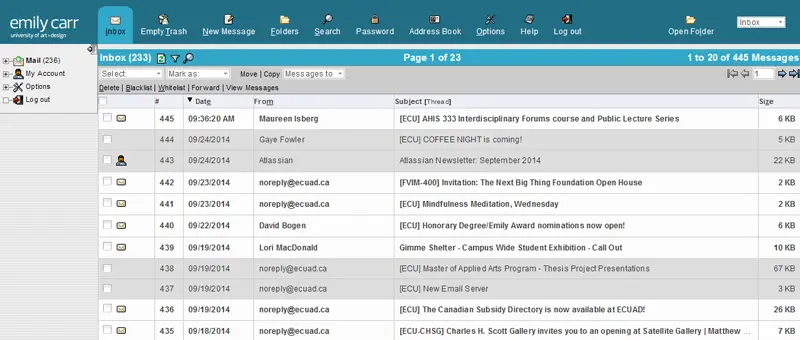 emily carr
university of art + design
Inbox
Empty Trash
New Message
Folders
Search
Password
Address Book
Options
Help
Log out
Open Folder
Inbox
Mail (236)
My Account
Options
Log out
Inbox (233) Page 1 of 23 1 to 20 of 445 Messages
Select: Mark as: Move | Copy Messages to 1
Delete | Blacklist | Whitelist | Forward | View Messages
# Date From Subject [Thread] Size
445 09:36:20 AM Maureen Isberg [ECU] AHIS 333 Interdisciplinary Forums course and Public Lecture Series 6 KB
444 09/24/2014 Gaye Fowler [ECU] COFFEE NIGHT is coming! 5 KB
443 09/24/2014 Atlassian Atlassian Newsletter: September 2014 22 KB
442 09/23/2014 noreply@ecuad.ca [FVIM-400] Invitation: The Next Big Thing Foundation Open House 2 KB
441 09/23/2014 noreply@ecuad.ca [ECU] Mindfulness Meditation, Wednesday 2 KB
440 09/22/2014 David Bogen [ECU] Honorary Degree/Emily Award nominations now open! 6 KB
439 09/19/2014 Lori MacDonald Gimme Shelter - Campus Wide Student Exhibition - Call Out 10 KB
438 09/19/2014 noreply@ecuad.ca [ECU] Master of Applied Arts Program - Thesis Project Presentations 67 KB
437 09/19/2014 noreply@ecuad.ca [ECU] New Email Server 3 KB
436 09/19/2014 noreply@ecuad.ca [ECU] The Canadian Subsidy Directory is now available at ECUAD! 26 KB
435 09/18/2014 noreply@ecuad.ca [ECU-CHSG] Charles H. Scott Gallery invites you to an opening at Satellite Gallery | Matthew ... 7 KB